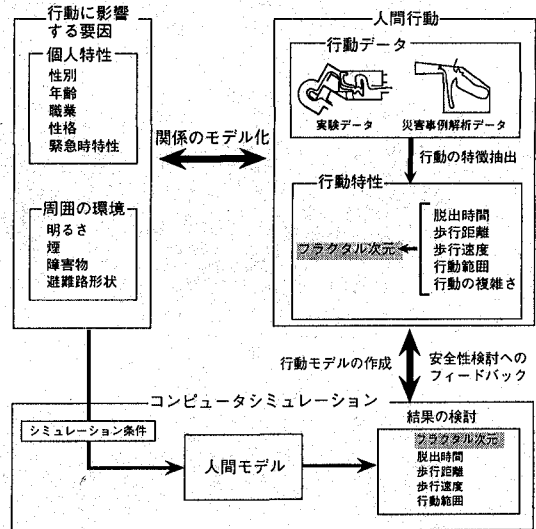 行動に影響
する要因
個人特性
性別
年齢
職業
性格
緊急時特性
周囲の環境
明るさ
煙
障害物
避難路形状
関係のモデル化
人間行動
行動データ
実験データ
災害事例解析データ
行動の特徴抽出
行動特性
フラクタル次元
脱出時間
歩行距離
歩行速度
行動範囲
行動の複雑さ
行動モデルの作成
安全性検討への
フィードバック
コンピュータシミュレーション
シミュレーション条件
人間モデル
結果の検討
フラクタル次元
脱出時間
歩行距離
歩行速度
行動範囲